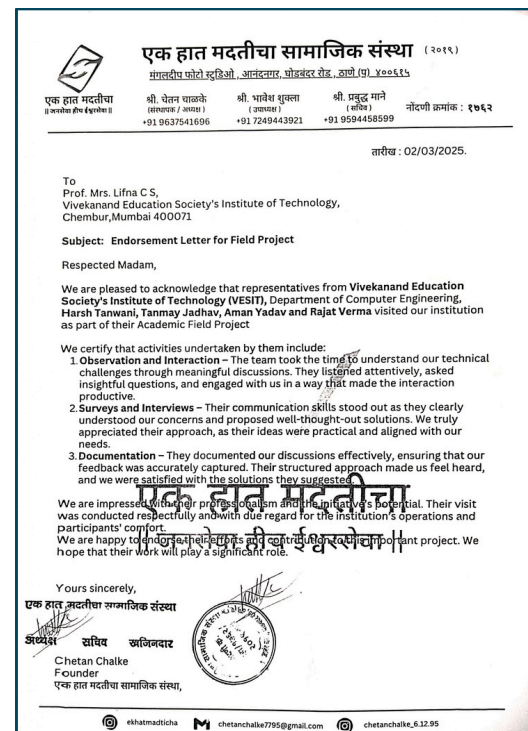 एक हात मदतीचा सामाजिक संस्था (२०१९)
मंगलदीप फोटो स्टुडिओ, आनंदनगर, घोडबंदर रोड, ठाणे (प) ४००६१५
एक हात मदतीचा
|| जनसेवा हीच ईश्वरसेवा ||
श्री. चेतन चाळके
(संस्थापक / अध्यक्ष)
+91 9637541696
श्री. भावेश शुक्ला
(उपाध्यक्ष)
+91 7249443921
श्री. प्रबुद्ध माने
(सचिव)
+91 9594458599
नोंदणी क्रमांक : १७६२
तारीख : 02/03/2025.
To
Prof. Mrs. Lifna C S,
Vivekanand Education Society's Institute of Technology,
Chembur,Mumbai 400071
Subject: Endorsement Letter for Field Project
Respected Madam,
We are pleased to acknowledge that representatives from Vivekanand Education
Society's Institute of Technology (VESIT), Department of Computer Engineering,
Harsh Tanwani, Tanmay Jadhav, Aman Yadav and Rajat Verma visited our institution
as part of their Academic Field Project
We certify that activities undertaken by them include:
1. Observation and Interaction – The team took the time to understand our technical
challenges through meaningful discussions. They listened attentively, asked
insightful questions, and engaged with us in a way that made the interaction
productive.
2. Surveys and Interviews – Their communication skills stood out as they clearly
understood our concerns and proposed well-thought-out solutions. We truly
appreciated their approach, as their ideas were practical and aligned with our
needs.
3. Documentation – They documented our discussions effectively, ensuring that our
feedback was accurately captured. Their structured approach made us feel heard,
and we were satisfied with the solutions they suggested.
एक हात मदतीचा
We are impressed with their professionalism and the initiative's potential. Their visit
was conducted respectfully and with due regard for the institution's operations and
participants' comfort.
|| जनसेवा हीच ईश्वरसेवा ||
We are happy to endorse their efforts and contribution to this important project. We
hope that their work will play a significant role.
Yours sincerely,
एक हात मदतीचा सामाजिक संस्था
अध्यक्ष सचिव खजिनदार
Chetan Chalke
Founder
एक हात मदतीचा सामाजिक संस्था,
ekhatmadticha
chetanchalke7795@gmail.com
chetanchalke_6.12.95